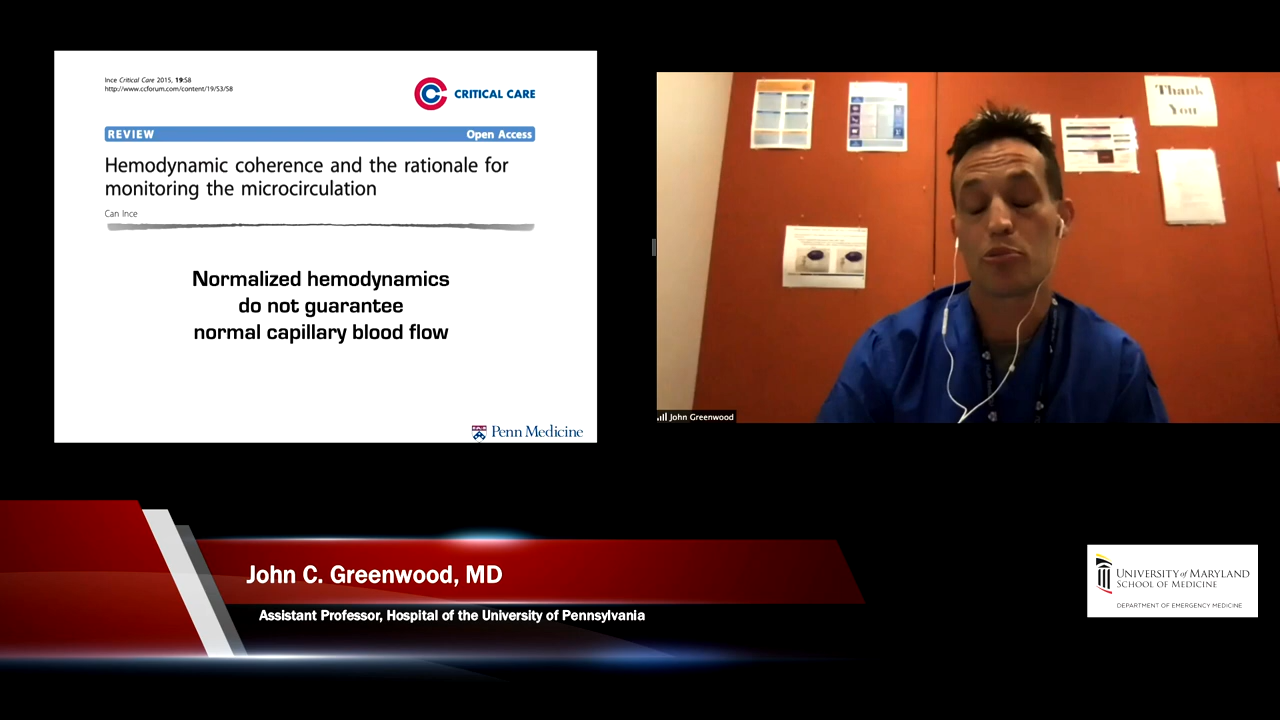 Ince Critical Care 2015, 19:58
http://www.ccforum.com/content/19/S3/S8
CRITICAL CARE
REVIEW
Open Access
Hemodynamic coherence and the rationale for
monitoring the microcirculation
Can Ince
Normalized hemodynamics
do not guarantee
normal capillary blood flow
Penn Medicine
Thank
You
John Greenwood
John C. Greenwood, MD
Assistant Professor, Hospital of the University of Pennsylvania
UNIVERSITY of MARYLAND
SCHOOL OF MEDICINE
DEPARTMENT OF EMERGENCY MEDICINE